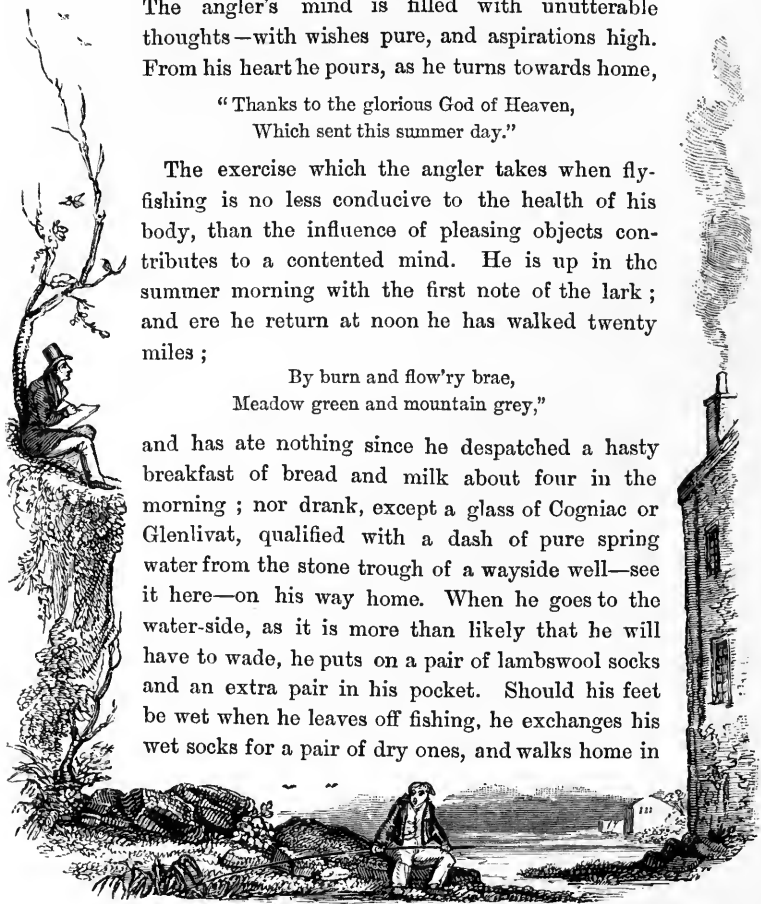 The angler's mind is filled with unutterable
thoughts—with wishes pure, and aspirations high.
From his heart he pours, as he turns towards home,
“Thanks to the glorious God of Heaven,
Which sent this summer day.”
The exercise which the angler takes when fly-
fishing is no less conducive to the health of his
body, than the influence of pleasing objects con-
tributes to a contented mind. He is up in the
summer morning with the first note of the lark ;
and ere he return at noon he has walked twenty
miles ;
By burn and flow'ry brae,
Meadow green and mountain grey,”
and has ate nothing since he despatched a hasty
breakfast of bread and milk about four in the
morning ; nor drank, except a glass of Cogniac or
Glenlivat, qualified with a dash of pure spring
water from the stone trough of a wayside well—see
it here—on his way home. When he goes to the
water-side, as it is more than likely that he will
have to wade, he puts on a pair of lambswool socks
and an extra pair in his pocket. Should his feet
be wet when he leaves off fishing, he exchanges his
wet socks for a pair of dry ones, and walks home in